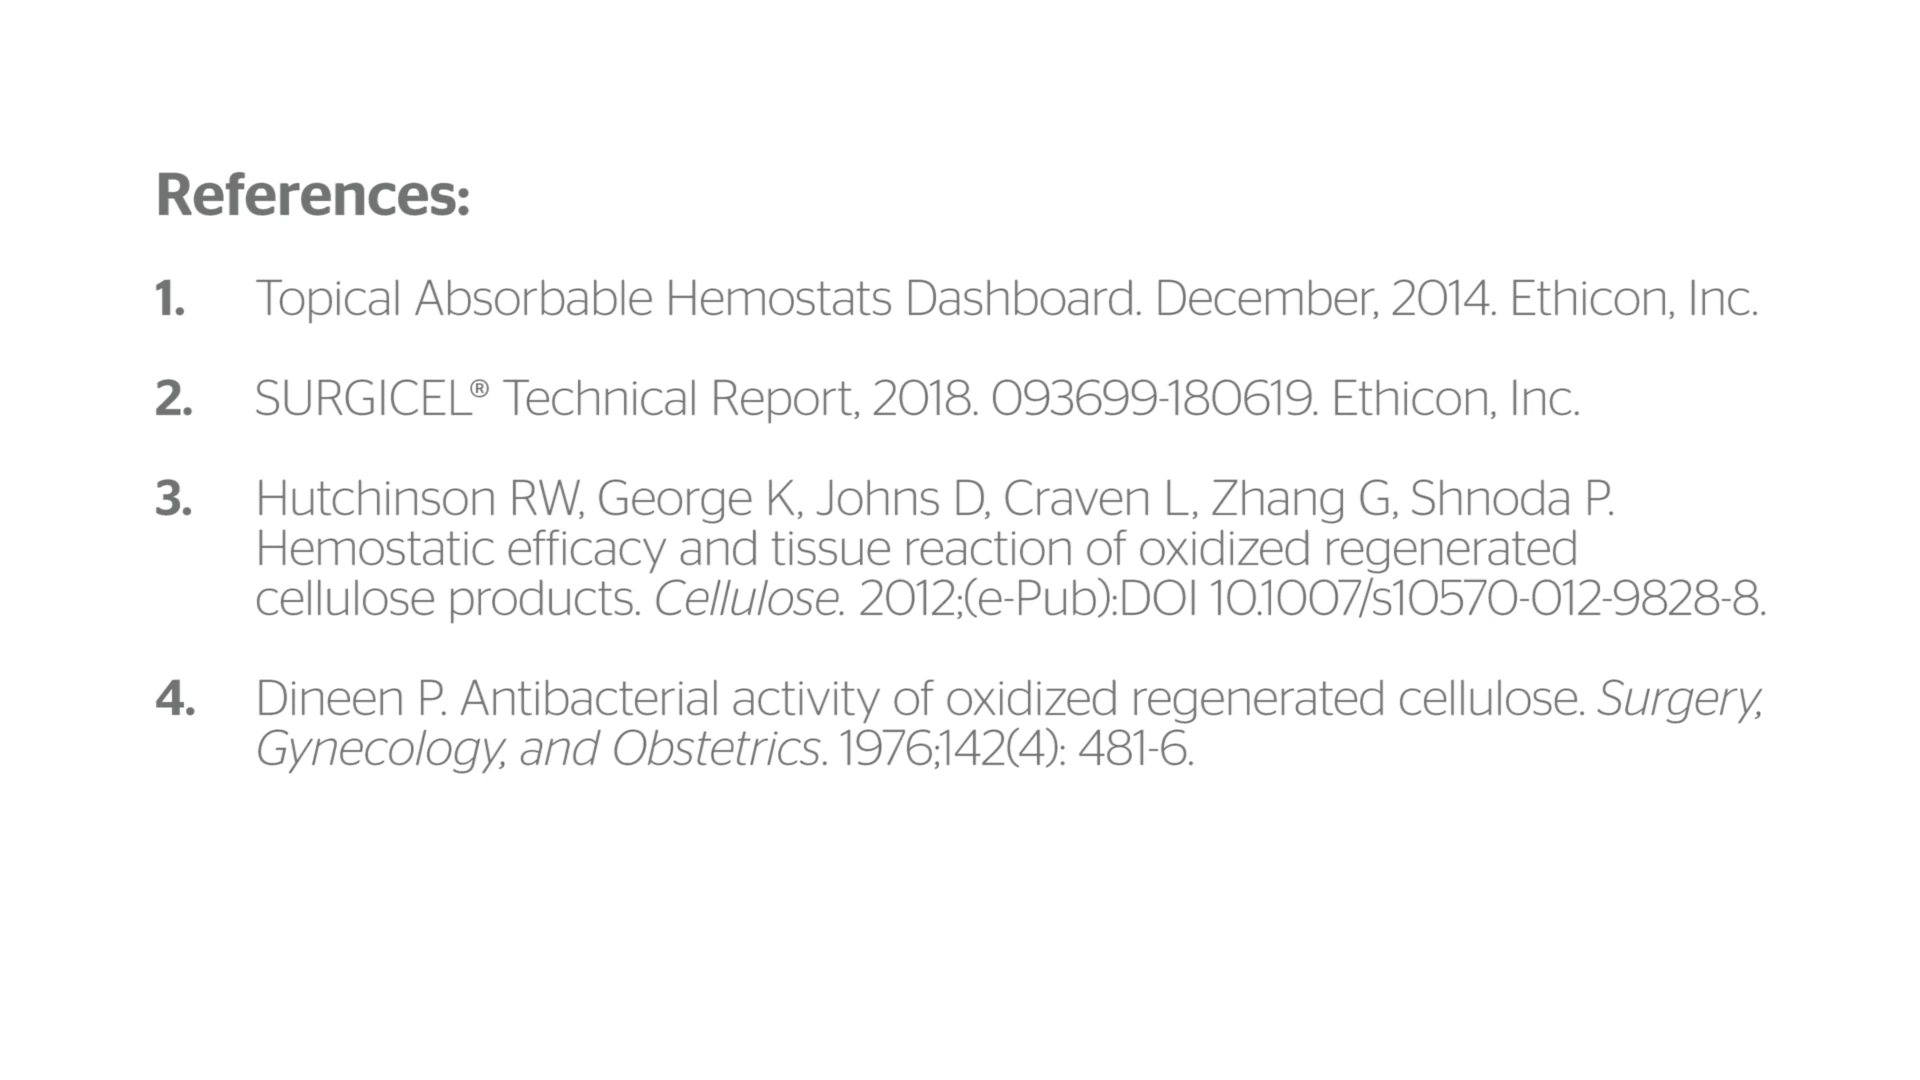 References:
1. Topical Absorbable Hemostats Dashboard. December, 2014. Ethicon, Inc.
2. SURGICEL® Technical Report, 2018. 093699-180619. Ethicon, Inc.
3. Hutchinson RW, George K, Johns D, Craven L, Zhang G, Shnoda P.
Hemostatic efficacy and tissue reaction of oxidized regenerated
cellulose products. Cellulose. 2012;(e-Pub):DOI 10.1007/s10570-012-9828-8.
4. Dineen P. Antibacterial activity of oxidized regenerated cellulose. Surgery,
Gynecology, and Obstetrics. 1976;142(4): 481-6.